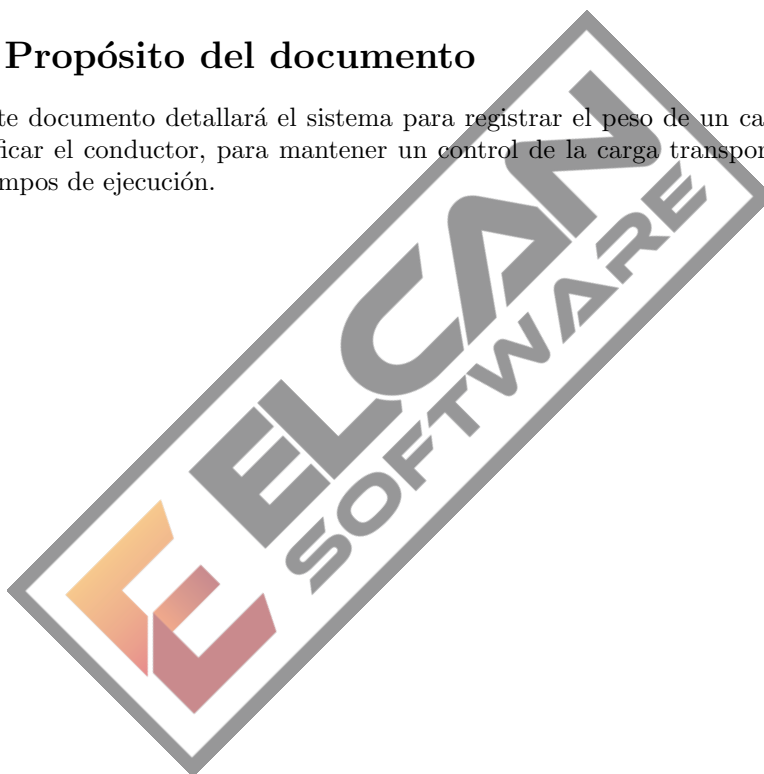 Propósito del documento
te documento detallará el sistema para registrar el peso de un ca
ficar el conductor, para mantener un control de la carga transpor
mpos de ejecución.
ELCAN
SOFTWARE